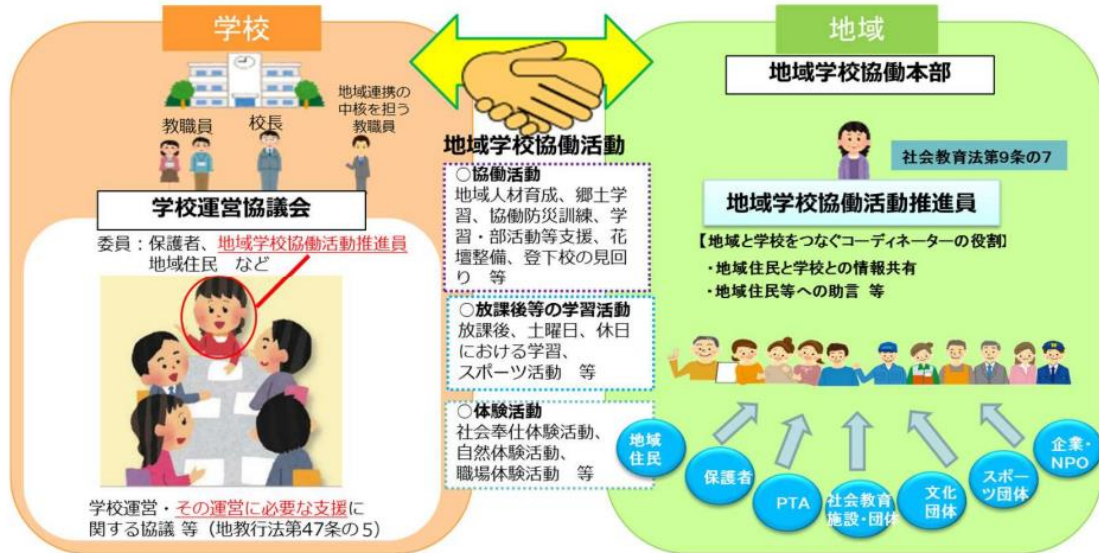 学校
地域連携の
中核を担う
教職員
教職員
校長
学校運営協議会
委員：保護者、地域学校協働活動推進員
地域住民　など
学校運営・その運営に必要な支援に
関する協議 等（地教行法第47条の５）
地域学校協働活動
○協働活動
地域人材育成、郷土学
習、協働防災訓練、学
習・部活動等支援、花
壇整備、登下校の見回
り　等
○放課後等の学習活動
放課後、土曜日、休日
における学習、
スポーツ活動　等
○体験活動
社会奉仕体験活動、
自然体験活動、
職場体験活動　等
地域
地域学校協働本部
社会教育法第9条の7
地域学校協働活動推進員
【地域と学校をつなぐコーディネーターの役割】
・地域住民と学校との情報共有
・地域住民等への助言 等
地域
住民
保護者
PTA
社会教育
施設・団体
文化
団体
スポー
ツ団体
企業・
NPO